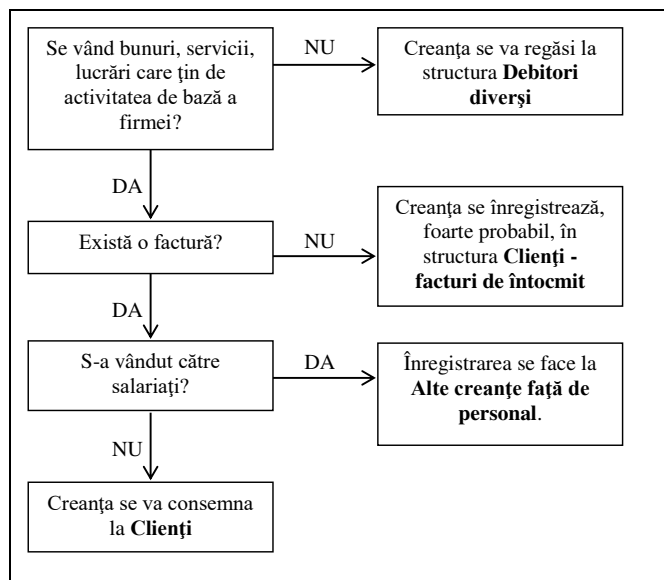 Se vând bunuri, servicii,
lucrări care ţin de
activitatea de bază a
firmei?
NU
Creanţa se va regăsi la
structura Debitori
diverşi
DA
Există o factură?
NU
Creanţa se înregistrează,
foarte probabil, în
structura Clienţi -
facturi de întocmit
DA
S-a vândut către
salariaţi?
DA
Înregistrarea se face la
Alte creanţe faţă de
personal.
NU
Creanţa se va consemna
la Clienţi